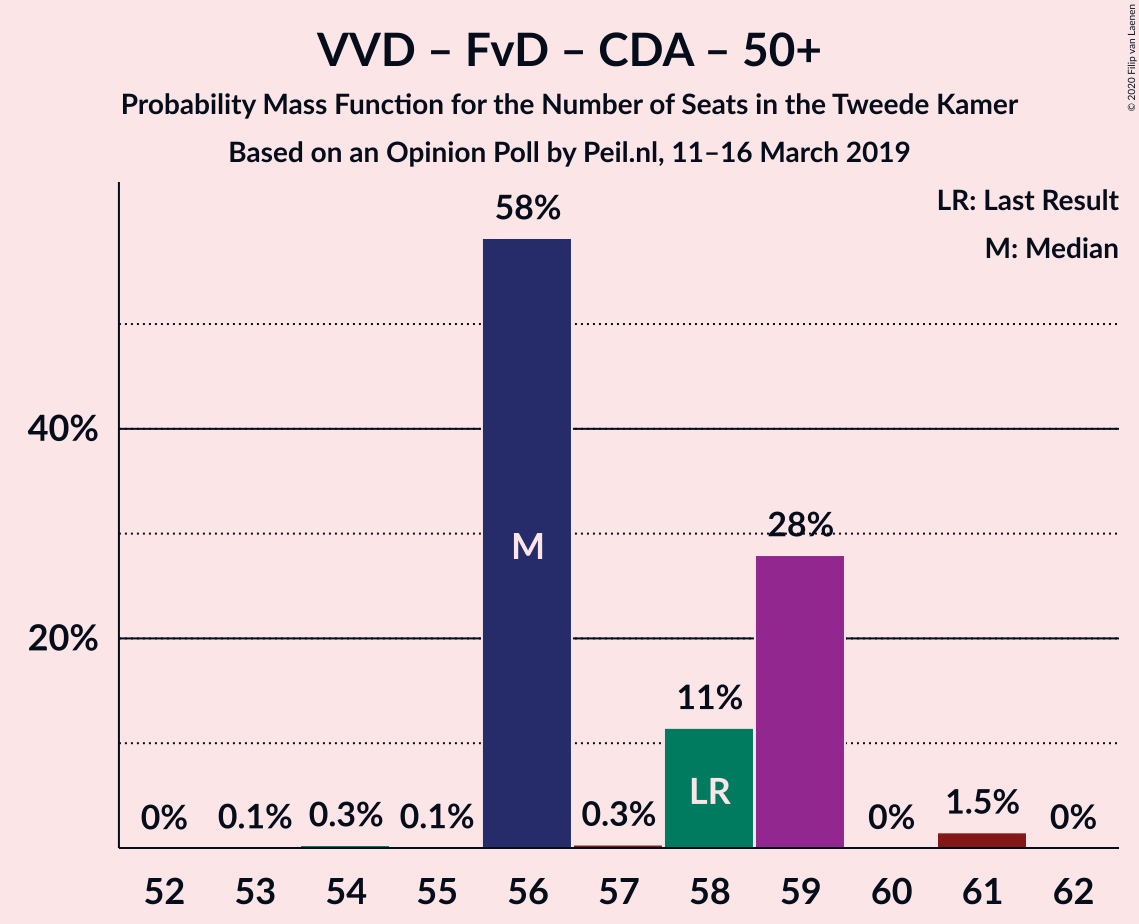 VVD – FvD – CDA – 50+
Probability Mass Function for the Number of Seats in the Tweede Kamer
Based on an Opinion Poll by Peil.nl, 11–16 March 2019
© 2020 Filip van Laenen
LR: Last Result
M: Median
58%
40%
M
28%
20%
11%
LR
0% 0.1% 0.3% 0.1% 0.3% 0% 1.5% 0%
52 53 54 55 56 57 58 59 60 61 62